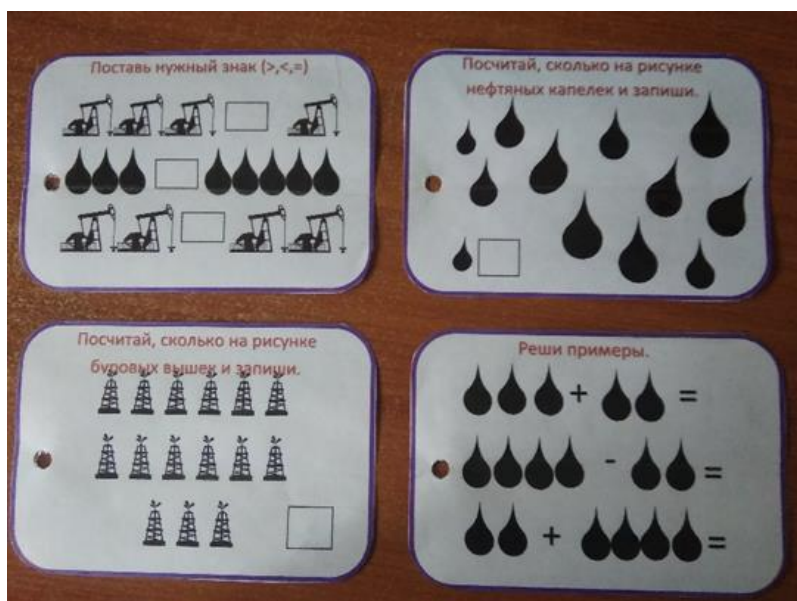 Поставь нужный знак (>,<,=)
Посчитай, сколько на рисунке
нефтяных капелек и запиши.
Посчитай, сколько на рисунке
буровых вышек и запиши.
Реши примеры.
+ =
- =
+ =